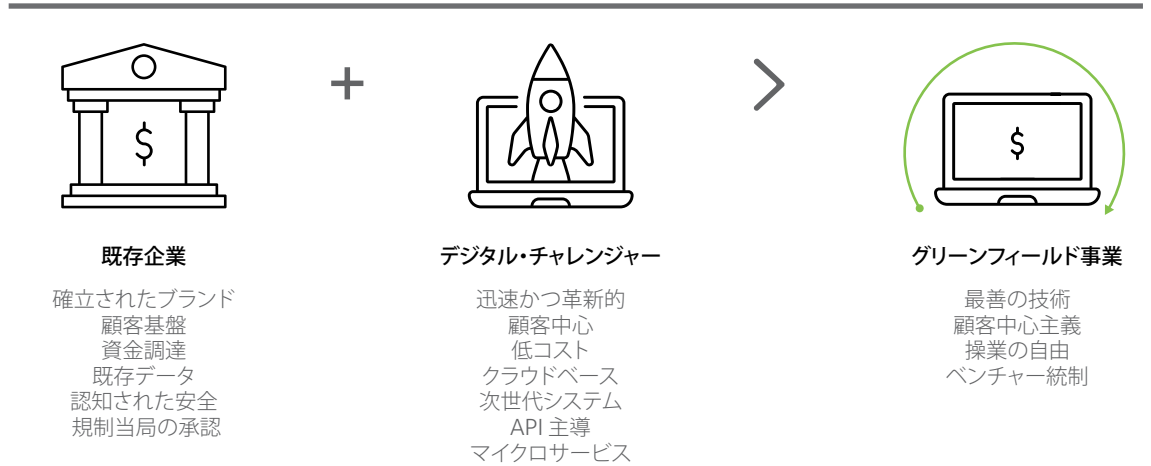 既存企業
確立されたブランド
顧客基盤
資金調達
既存データ
認知された安全
規制当局の承認
+
デジタル・チャレンジャー
迅速かつ革新的
顧客中心
低コスト
クラウドベース
次世代システム
API 主導
マイクロサービス
>
グリーンフィールド事業
最善の技術
顧客中心主義
操業の自由
ベンチャー統制
$
$